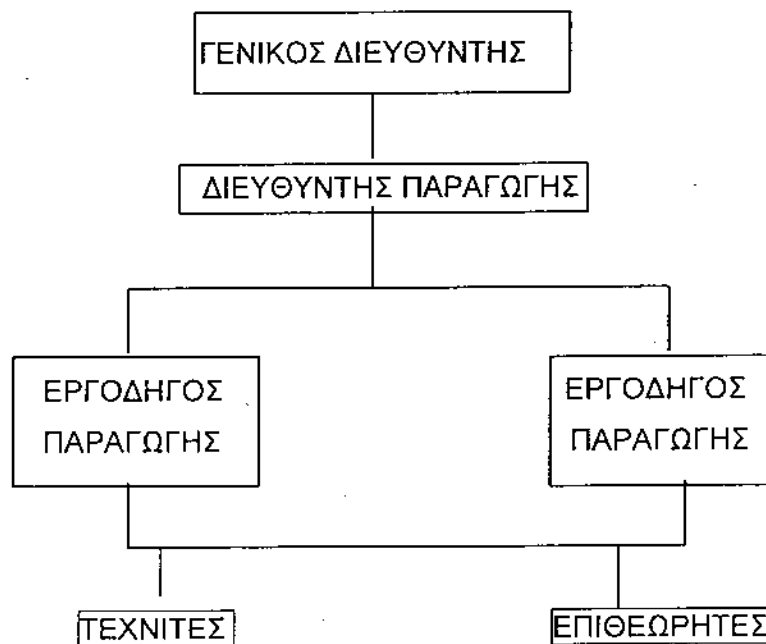 ΓΕΝΙΚΟΣ ΔΙΕΥΘΥΝΤΗΣ
ΔΙΕΥΘΥΝΤΗΣ ΠΑΡΑΓΩΓΗΣ
ΕΡΓΟΔΗΓΟΣ
ΠΑΡΑΓΩΓΗΣ
ΕΡΓΟΔΗΓΟΣ
ΠΑΡΑΓΩΓΗΣ
ΤΕΧΝΙΤΕΣ
ΕΠΙΘΕΩΡΗΤΕΣ